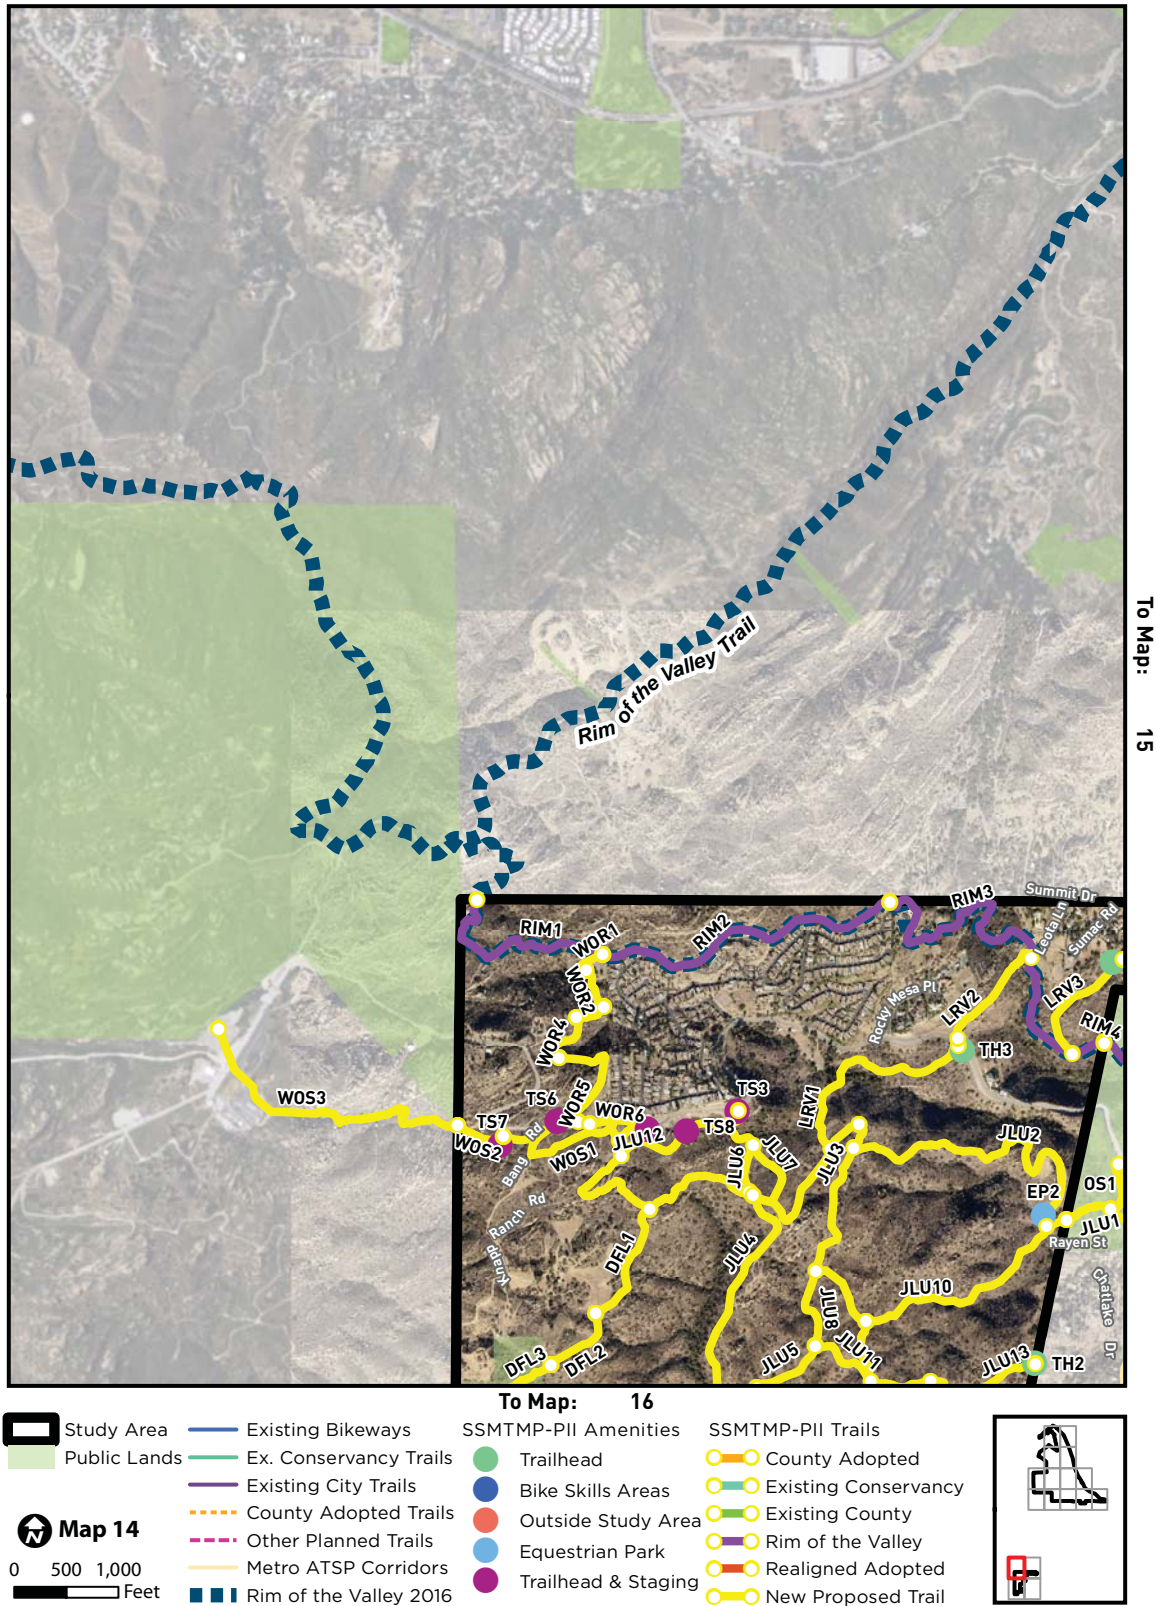 Rim of the Valley Trail
To Map: 15
Summit Dr
RIM3
Leota Ln
Sumac Rd
RIM1
WOR1
RIM2
WOR2
Rocky Mesa Pl
LRV2
LRV3
RIM4
WOR4
TH3
WOS3
TS6
WOR5
WOR6
TS3
LRV1
TS7
WOS2
Bang Rd
WOS1
JLU12
TS8
JLU6
JLU7
JLU3
JLU2
EP2
OS1
JLU1
Rayen St
Knapp Ranch Rd
DFL1
JLU4
JLU10
Chatlake Dr
JLU8
JLU11
JLU5
DFL3
DFL2
JLU13
TH2
To Map: 16
Study Area
Public Lands
N
Map 14
0 500 1,000
Feet
Existing Bikeways
Ex. Conservancy Trails
Existing City Trails
County Adopted Trails
Other Planned Trails
Metro ATSP Corridors
Rim of the Valley 2016
SSMTMP-PII Amenities
Trailhead
Bike Skills Areas
Outside Study Area
Equestrian Park
Trailhead & Staging
SSMTMP-PII Trails
County Adopted
Existing Conservancy
Existing County
Rim of the Valley
Realigned Adopted
New Proposed Trail